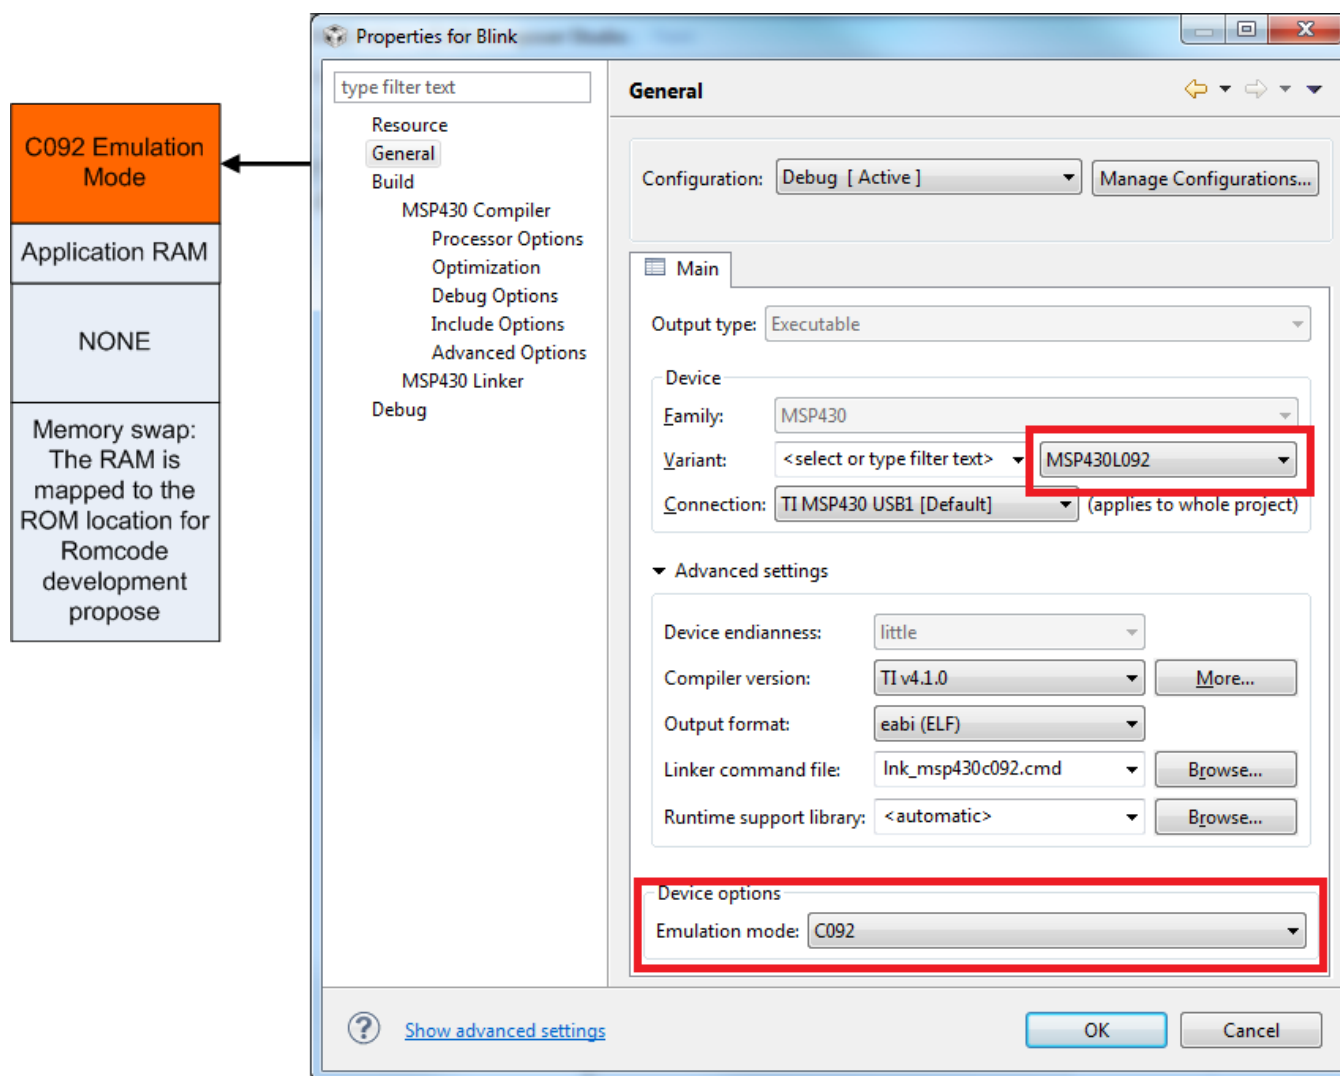 C092 Emulation
Mode
Application RAM
NONE
Memory swap:
The RAM is
mapped to the
ROM location for
Romcode
development
propose
Properties for Blink
type filter text
Resource
General
Build
MSP430 Compiler
Processor Options
Optimization
Debug Options
Include Options
Advanced Options
MSP430 Linker
Debug
General
Configuration: Debug [ Active ] Manage Configurations...
Main
Output type: Executable
Device
Family: MSP430
Variant: <select or type filter text> MSP430L092
Connection: TI MSP430 USB1 [Default] (applies to whole project)
Advanced settings
Device endianness: little
Compiler version: TI v4.1.0 More...
Output format: eabi (ELF)
Linker command file: lnk_msp430c092.cmd Browse...
Runtime support library: <automatic> Browse...
Device options
Emulation mode: C092
? Show advanced settings OK Cancel